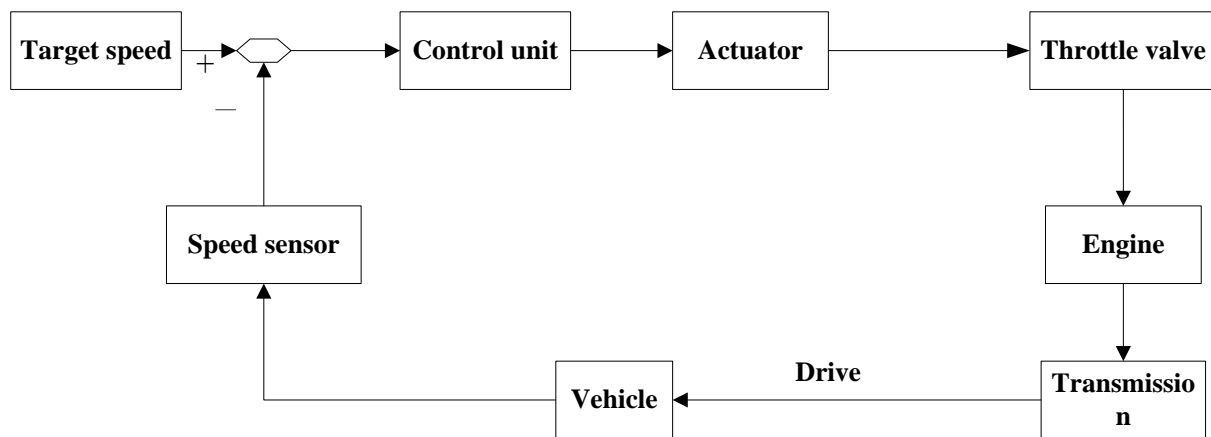 Target speed
+
—
Control unit
Actuator
Throttle valve
Speed sensor
Engine
Vehicle
Drive
Transmissio
n